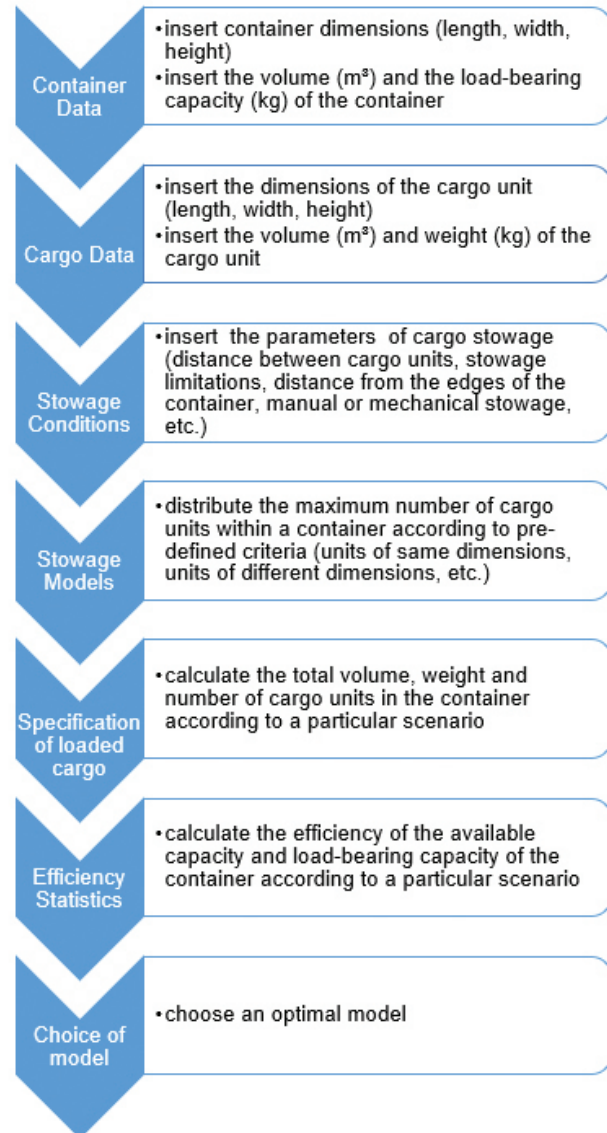 Container
Data
•insert container dimensions (length, width,
height)
•insert the volume (m³) and the load-bearing
capacity (kg) of the container
Cargo Data
•insert the dimensions of the cargo unit
(length, width, height)
•insert the volume (m³) and weight (kg) of the
cargo unit
Stowage
Conditions
•insert the parameters of cargo stowage
(distance between cargo units, stowage
limitations, distance from the edges of the
container, manual or mechanical stowage,
etc.)
Stowage
Models
•distribute the maximum number of cargo
units within a container according to pre-
defined criteria (units of same dimensions,
units of different dimensions, etc.)
Specification
of loaded
cargo
•calculate the total volume, weight and
number of cargo units in the container
according to a particular scenario
Efficiency
Statistics
•calculate the efficiency of the available
capacity and load-bearing capacity of the
container according to a particular scenario
Choice of
model
•choose an optimal model